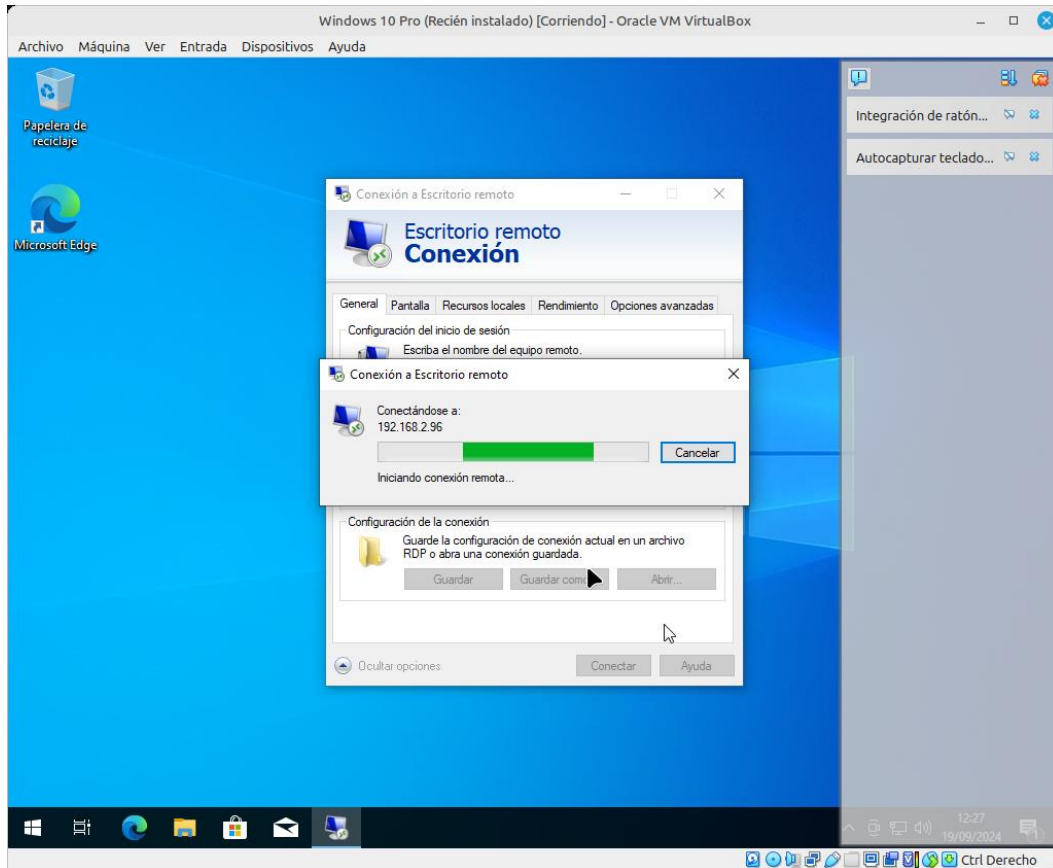 Windows 10 Pro (Recién instalado) [Corriendo] - Oracle VM VirtualBox
Archivo Máquina Ver Entrada Dispositivos Ayuda
Papelera de
reciclaje
Microsoft Edge
Integración de ratón...
Autocapturar teclado...
Conexión a Escritorio remoto
Escritorio remoto
Conexión
General Pantalla Recursos locales Rendimiento Opciones avanzadas
Configuración del inicio de sesión
Escriba el nombre del equipo remoto.
Conexión a Escritorio remoto
Conectándose a:
192.168.2.96
Cancelar
Iniciando conexión remota...
Configuración de la conexión
Guarde la configuración de conexión actual en un archivo
RDP o abra una conexión guardada.
Guardar Guardar como Abrir...
Ocultar opciones Conectar Ayuda
12:27
19/09/2024
Ctrl Derecho